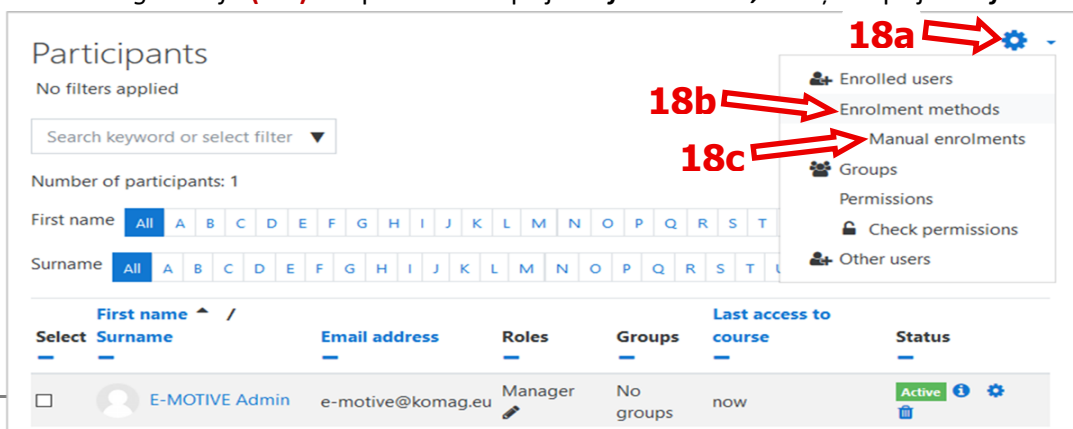 18a
Participants
No filters applied
Enrolled users
18b
Enrolment methods
Search keyword or select filter ▼
Manual enrolments
18c
Groups
Number of participants: 1
Permissions
First name All A B C D E F G H I J K L M N O P Q R S T
Check permissions
Surname All A B C D E F G H I J K L M N O P Q R S T
Other users
First name / Last access to
Select Surname Email address Roles Groups course Status
E-MOTIVE Admin e-motive@komag.eu Manager No groups now Active